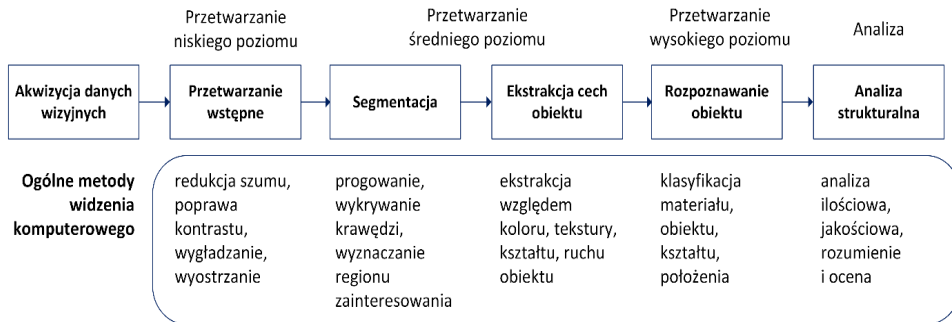 Przetwarzanie
niskiego poziomu
Przetwarzanie
średniego poziomu
Przetwarzanie
wysokiego poziomu
Analiza
Akwizycja danych
wizyjnych
Przetwarzanie
wstępne
Segmentacja
Ekstrakcja cech
obiektu
Rozpoznawanie
obiektu
Analiza
strukturalna
Ogólne metody
widzenia
komputerowego
redukcja szumu,
poprawa
kontrastu,
wygładzanie,
wyostrzanie
progowanie,
wykrywanie
krawędzi,
wyznaczanie
regionu
zainteresowania
ekstrakcja
względem
koloru, tekstury,
kształtu, ruchu
obiektu
klasyfikacja
materiału,
obiektu,
kształtu,
położenia
analiza
ilościowa,
jakościowa,
rozumienie
i ocena